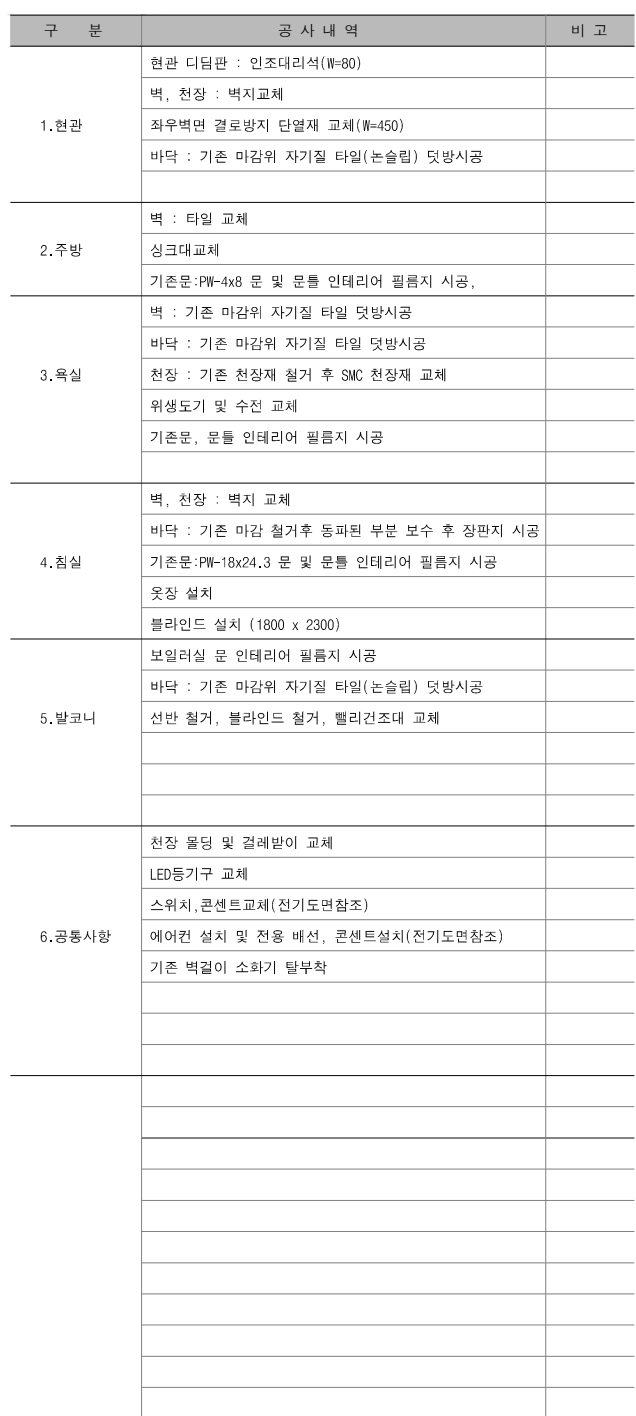 구 분 공 사 내 역 비 고
1.현관
현관 디딤판 : 인조대리석(W=80)
벽, 천장 : 벽지교체
좌우벽면 결로방지 단열재 교체(W=450)
바닥 : 기존 마감위 자기질 타일(논슬립) 덧방시공
2.주방
벽 : 타일 교체
싱크대교체
기존문:PW-4x8 문 및 문틀 인테리어 필름지 시공,
3.욕실
벽 : 기존 마감위 자기질 타일 덧방시공
바닥 : 기존 마감위 자기질 타일 덧방시공
천장 : 기존 천장재 철거 후 SMC 천장재 교체
위생도기 및 수전 교체
기존문, 문틀 인테리어 필름지 시공
4.침실
벽, 천장 : 벽지 교체
바닥 : 기존 마감 철거후 동파된 부분 보수 후 장판지 시공
기존문:PW-18x24.3 문 및 문틀 인테리어 필름지 시공
옷장 설치
블라인드 설치 (1800 x 2300)
5.발코니
보일러실 문 인테리어 필름지 시공
바닥 : 기존 마감위 자기질 타일(논슬립) 덧방시공
선반 철거, 블라인드 철거, 빨리건조대 교체
6.공통사항
천장 몰딩 및 걸레받이 교체
LED등기구 교체
스위치,콘센트교체(전기도면참조)
에어컨 설치 및 전용 배선, 콘센트설치(전기도면참조)
기존 벽걸이 소화기 탈부착